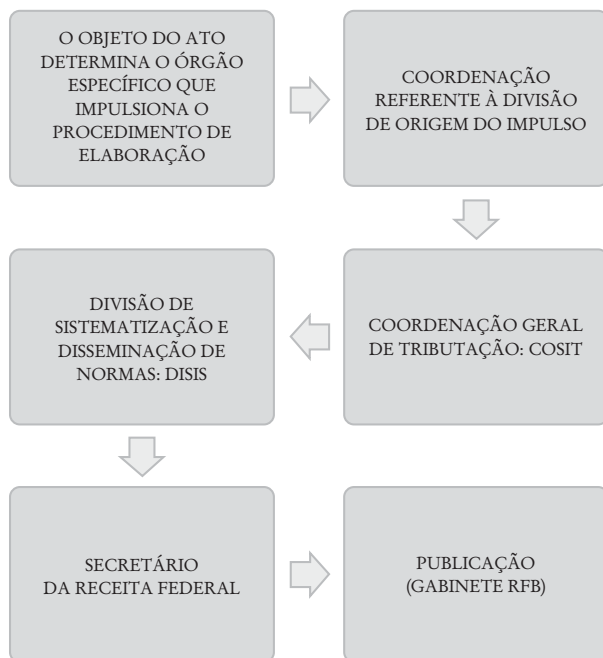 O OBJETO DO ATO
DETERMINA O ÓRGÃO
ESPECÍFICO QUE
IMPULSIONA O
PROCEDIMENTO DE
ELABORAÇÃO
COORDENAÇÃO
REFERENTE À DIVISÃO
DE ORIGEM DO IMPULSO
COORDENAÇÃO GERAL
DE TRIBUTAÇÃO: COSIT
DIVISÃO DE
SISTEMATIZAÇÃO E
DISSEMINAÇÃO DE
NORMAS: DISIS
SECRETÁRIO
DA RECEITA FEDERAL
PUBLICAÇÃO
(GABINETE RFB)